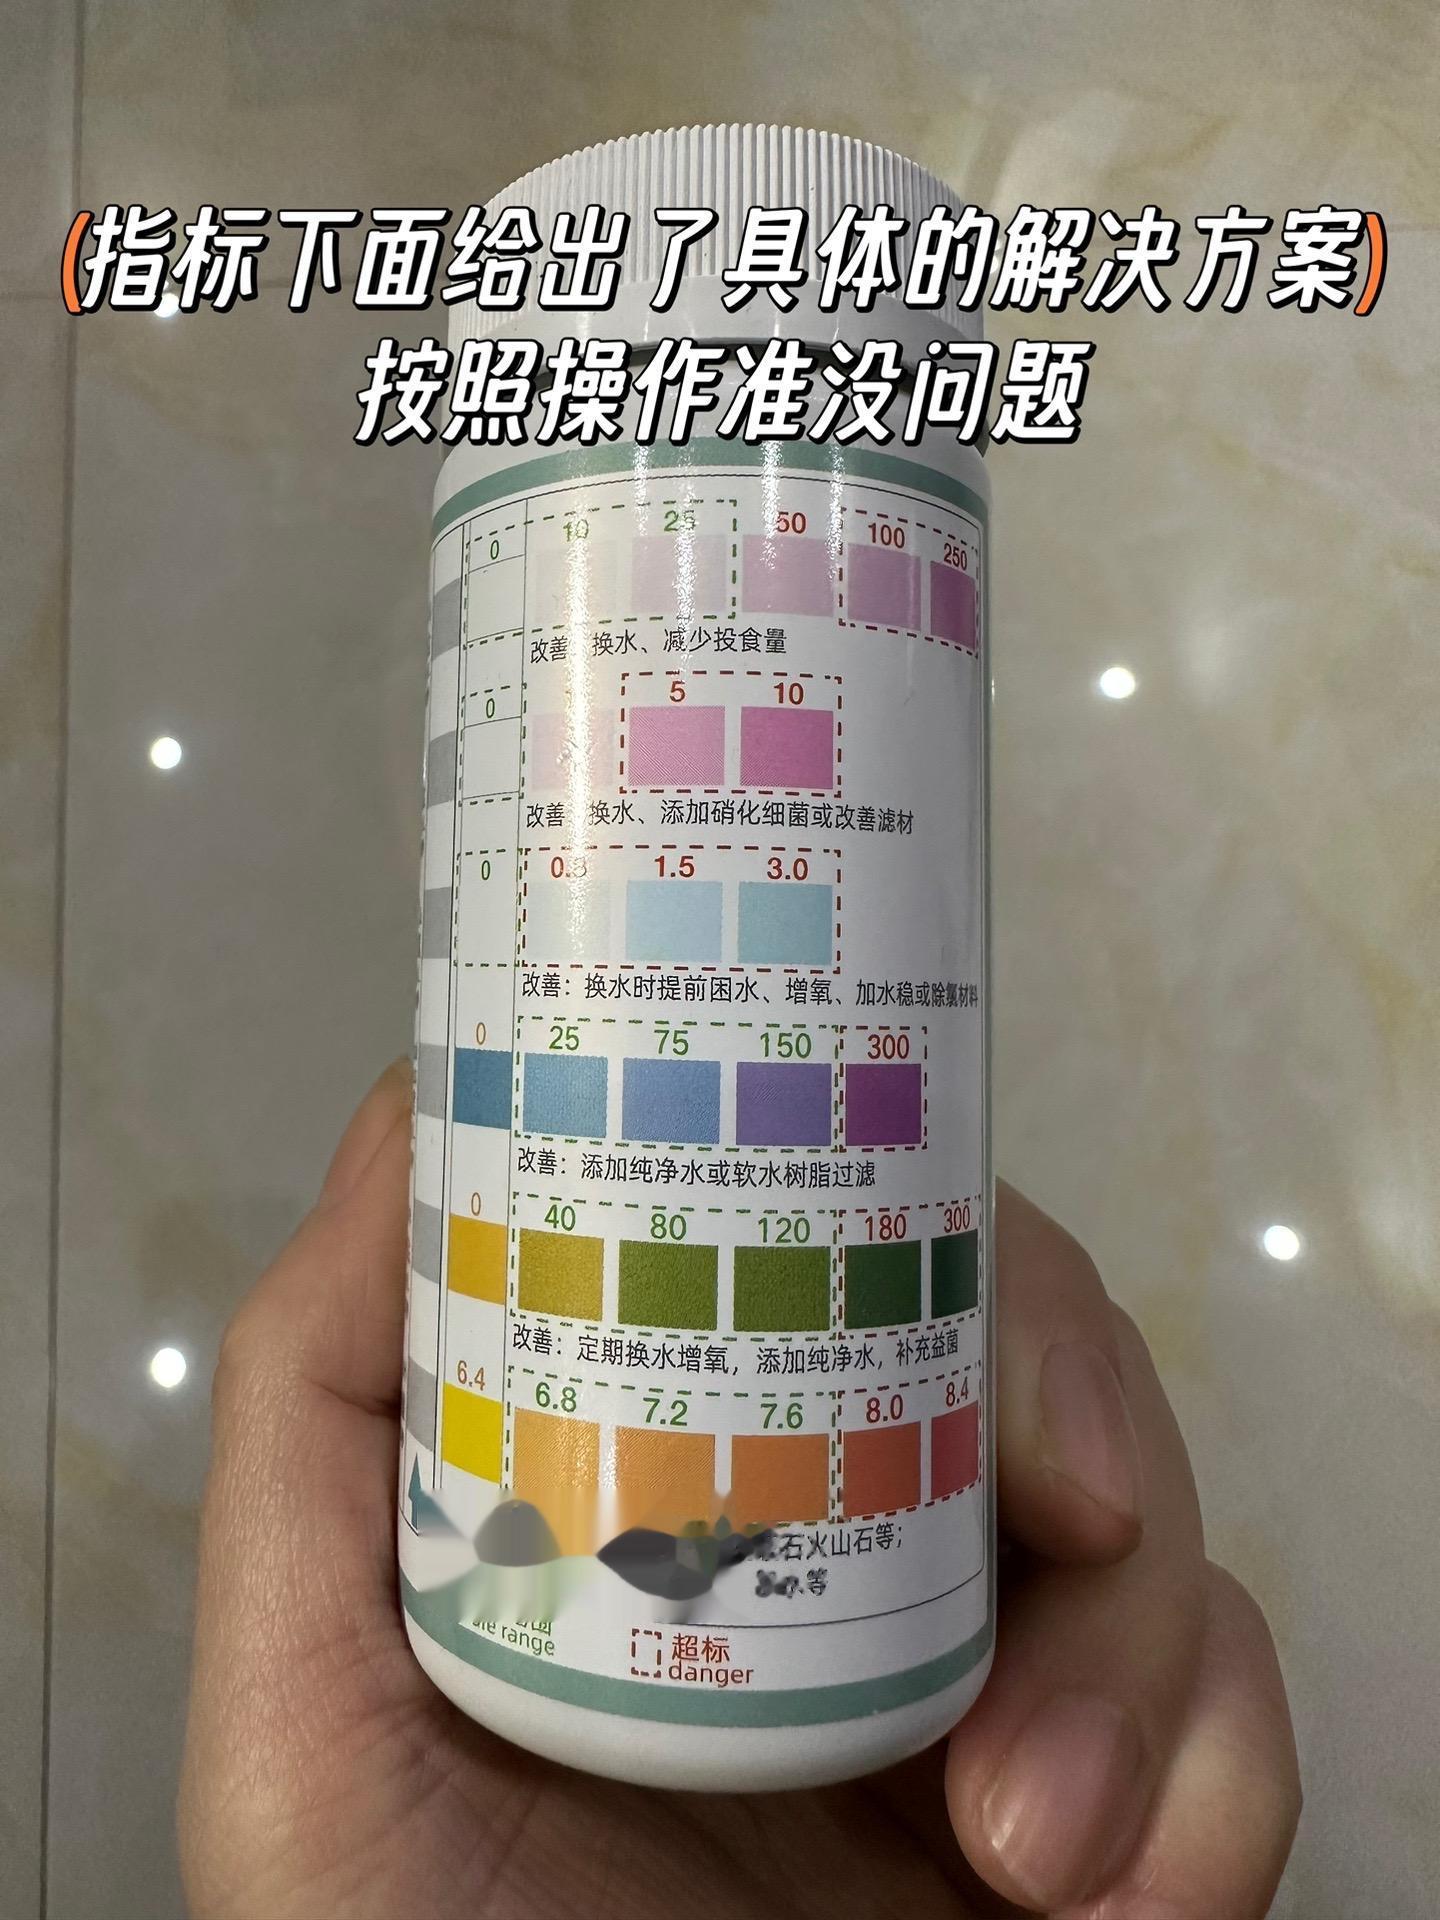 (指标下面给出了具体的解决方案)
按照操作准没问题
0 10 25 50 100 250
改善 换水、减少投食量
0 5 10
改善 换水、添加硝化细菌或改善滤材
0 0.5 1.5 3.0
改善：换水时提前困水、增氧、加水稳或除氯材料
0 25 75 150 300
改善：添加纯净水或软水树脂过滤
0 40 80 120 180 300
改善：定期换水增氧，添加纯净水，补充益菌
6.4 6.8 7.2 7.6 8.0 8.4
石火山石等；
等
range
超标
danger